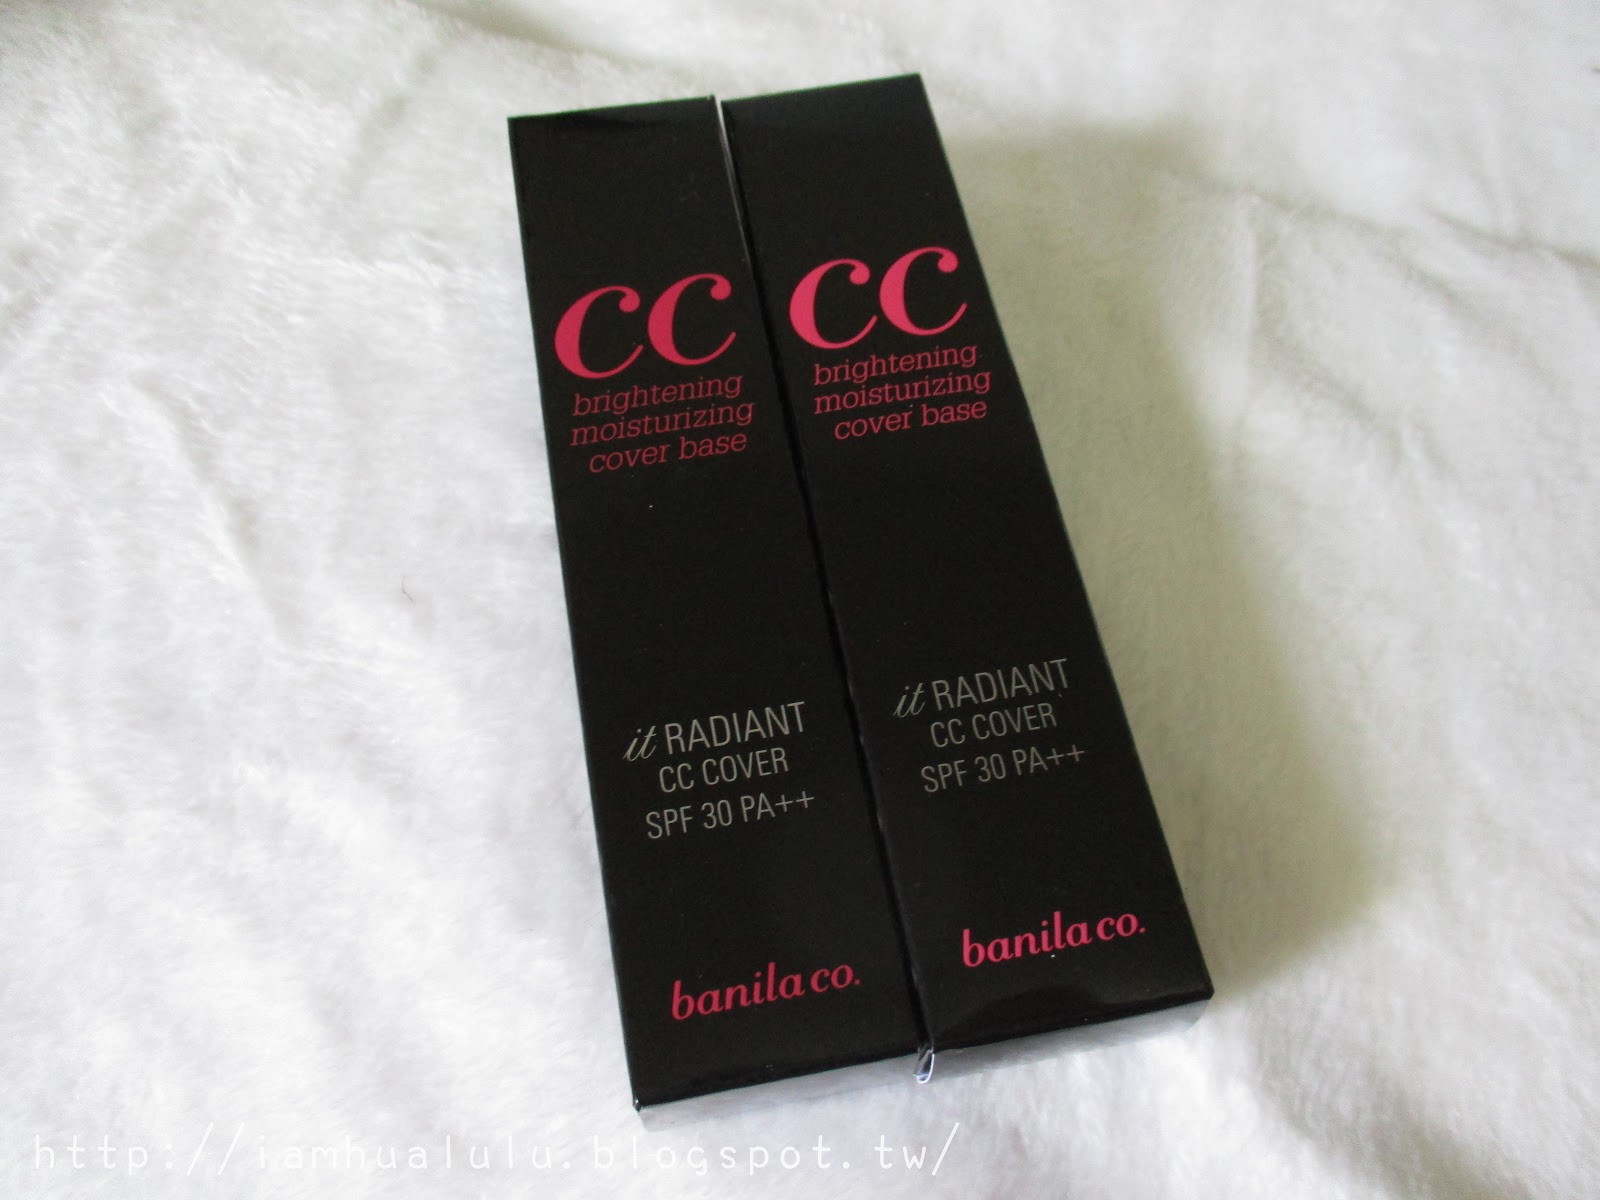 CC
brightening
moisturizing
cover base
it RADIANT
CC COVER
SPF 30 PA++
banila co.
CC
brightening
moisturizing
cover base
it RADIANT
CC COVER
SPF 30 PA++
banila co.
http://iamhualulu.blogspot.tw/